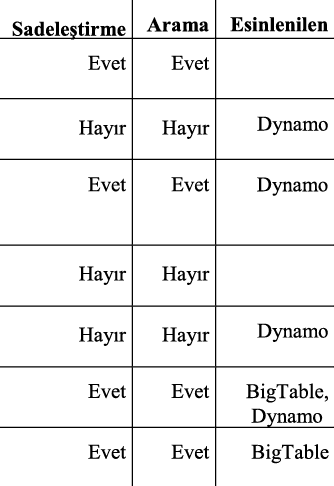 Sadeleştirme Arama Esinlenilen
Evet Evet
Hayır Hayır Dynamo
Evet Evet Dynamo
Hayır Hayır
Hayır Hayır Dynamo
Evet Evet BigTable,
Dynamo
Evet Evet BigTable